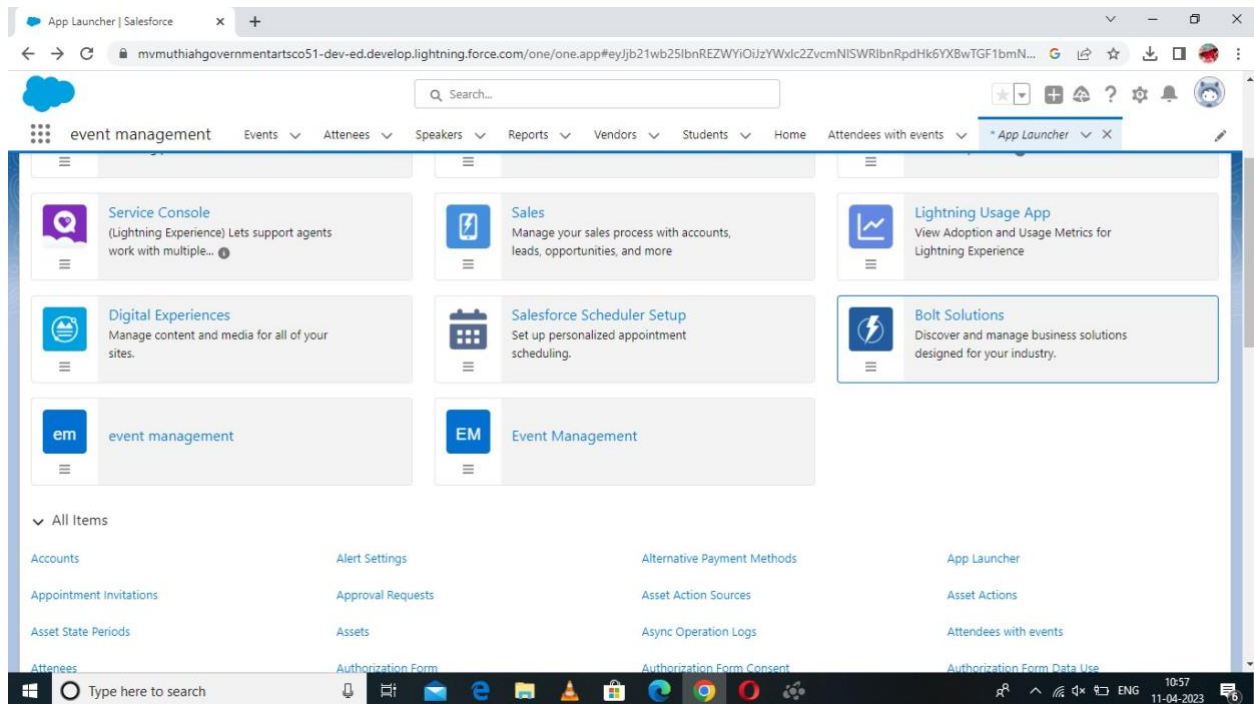 App Launcher | Salesforce
mvmuthiahgovernmentartsco51-dev-ed.develop.lightning.force.com/one/one.app#eyJjb21wb25lbnREZWYiOiJzYWxlc2ZvcmNlSWRlbnRpdHk6YXBwTGF1bmN...
Search...
event management Events Attenees Speakers Reports Vendors Students Home Attendees with events * App Launcher
Service Console
(Lightning Experience) Lets support agents
work with multiple...
Sales
Manage your sales process with accounts,
leads, opportunities, and more
Lightning Usage App
View Adoption and Usage Metrics for
Lightning Experience
Digital Experiences
Manage content and media for all of your
sites.
Salesforce Scheduler Setup
Set up personalized appointment
scheduling.
Bolt Solutions
Discover and manage business solutions
designed for your industry.
em
event management
EM
Event Management
All Items
Accounts Alert Settings Alternative Payment Methods App Launcher
Appointment Invitations Approval Requests Asset Action Sources Asset Actions
Asset State Periods Assets Async Operation Logs Attendees with events
Attenees Authorization Form Authorization Form Consent Authorization Form Data Use
Type here to search
ENG
10:57
11-04-2023
6